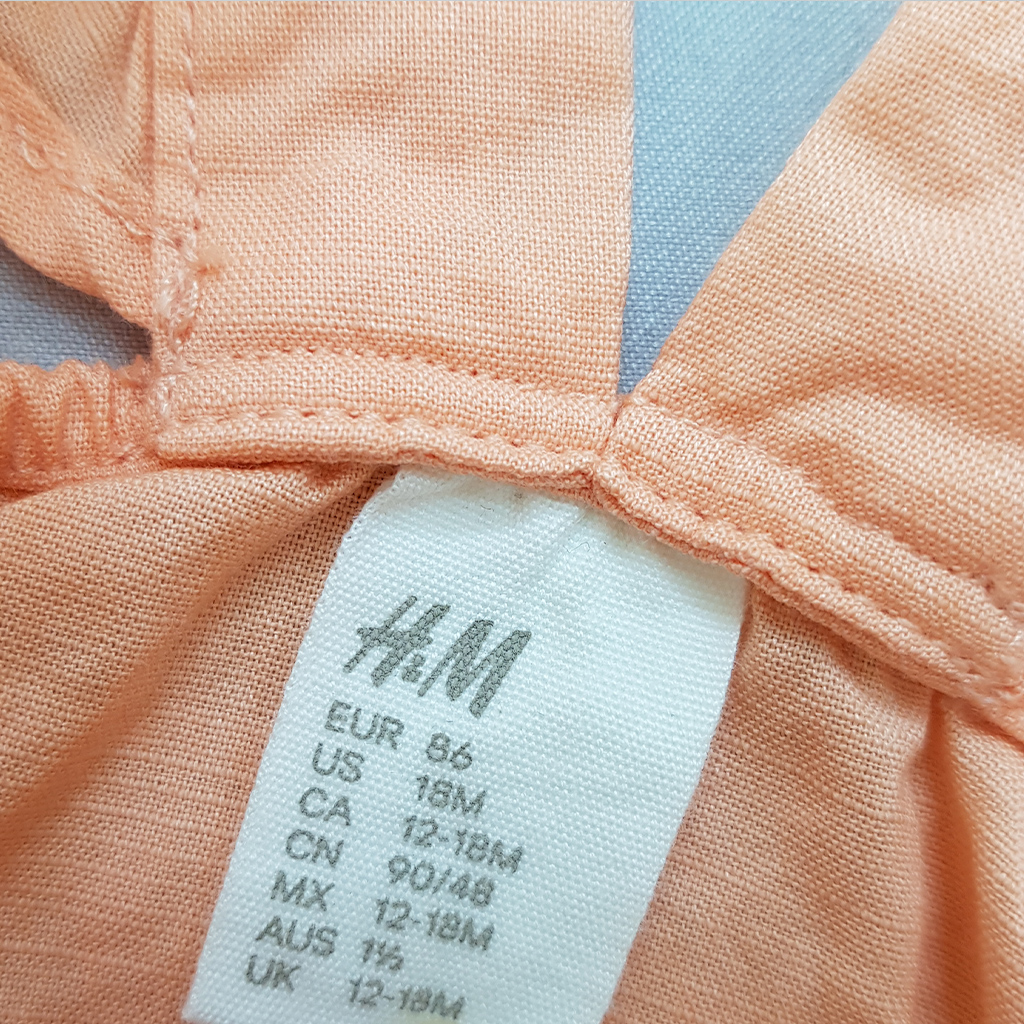 H&M
EUR 86
US 18M
CA 12-18M
CN 90/48
MX 12-18M
AUS 1½
UK 12-18M